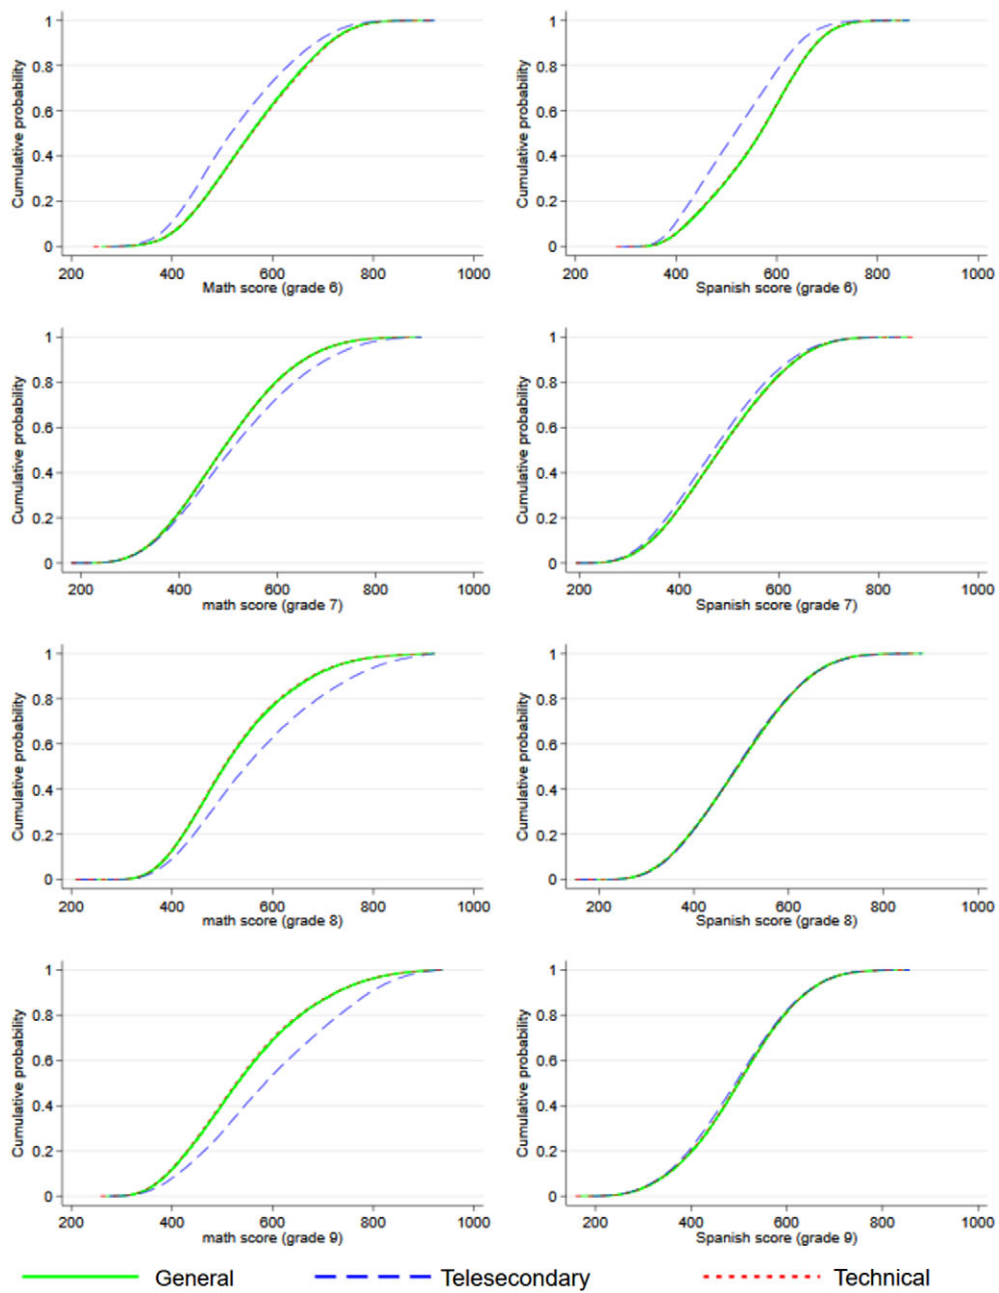 Cumulative probability
1
0.8
0.6
0.4
0.2
0
200 400 600 800 1000
Math score (grade 6)
Cumulative probability
1
0.8
0.6
0.4
0.2
0
200 400 600 800 1000
Spanish score (grade 6)
Cumulative probability
1
0.8
0.6
0.4
0.2
0
200 400 600 800 1000
math score (grade 7)
Cumulative probability
1
0.8
0.6
0.4
0.2
0
200 400 600 800 1000
Spanish score (grade 7)
Cumulative probability
1
0.8
0.6
0.4
0.2
0
200 400 600 800 1000
math score (grade 8)
Cumulative probability
1
0.8
0.6
0.4
0.2
0
200 400 600 800 1000
Spanish score (grade 8)
Cumulative probability
1
0.8
0.6
0.4
0.2
0
200 400 600 800 1000
math score (grade 9)
Cumulative probability
1
0.8
0.6
0.4
0.2
0
200 400 600 800 1000
Spanish score (grade 9)
General Telesecondary Technical